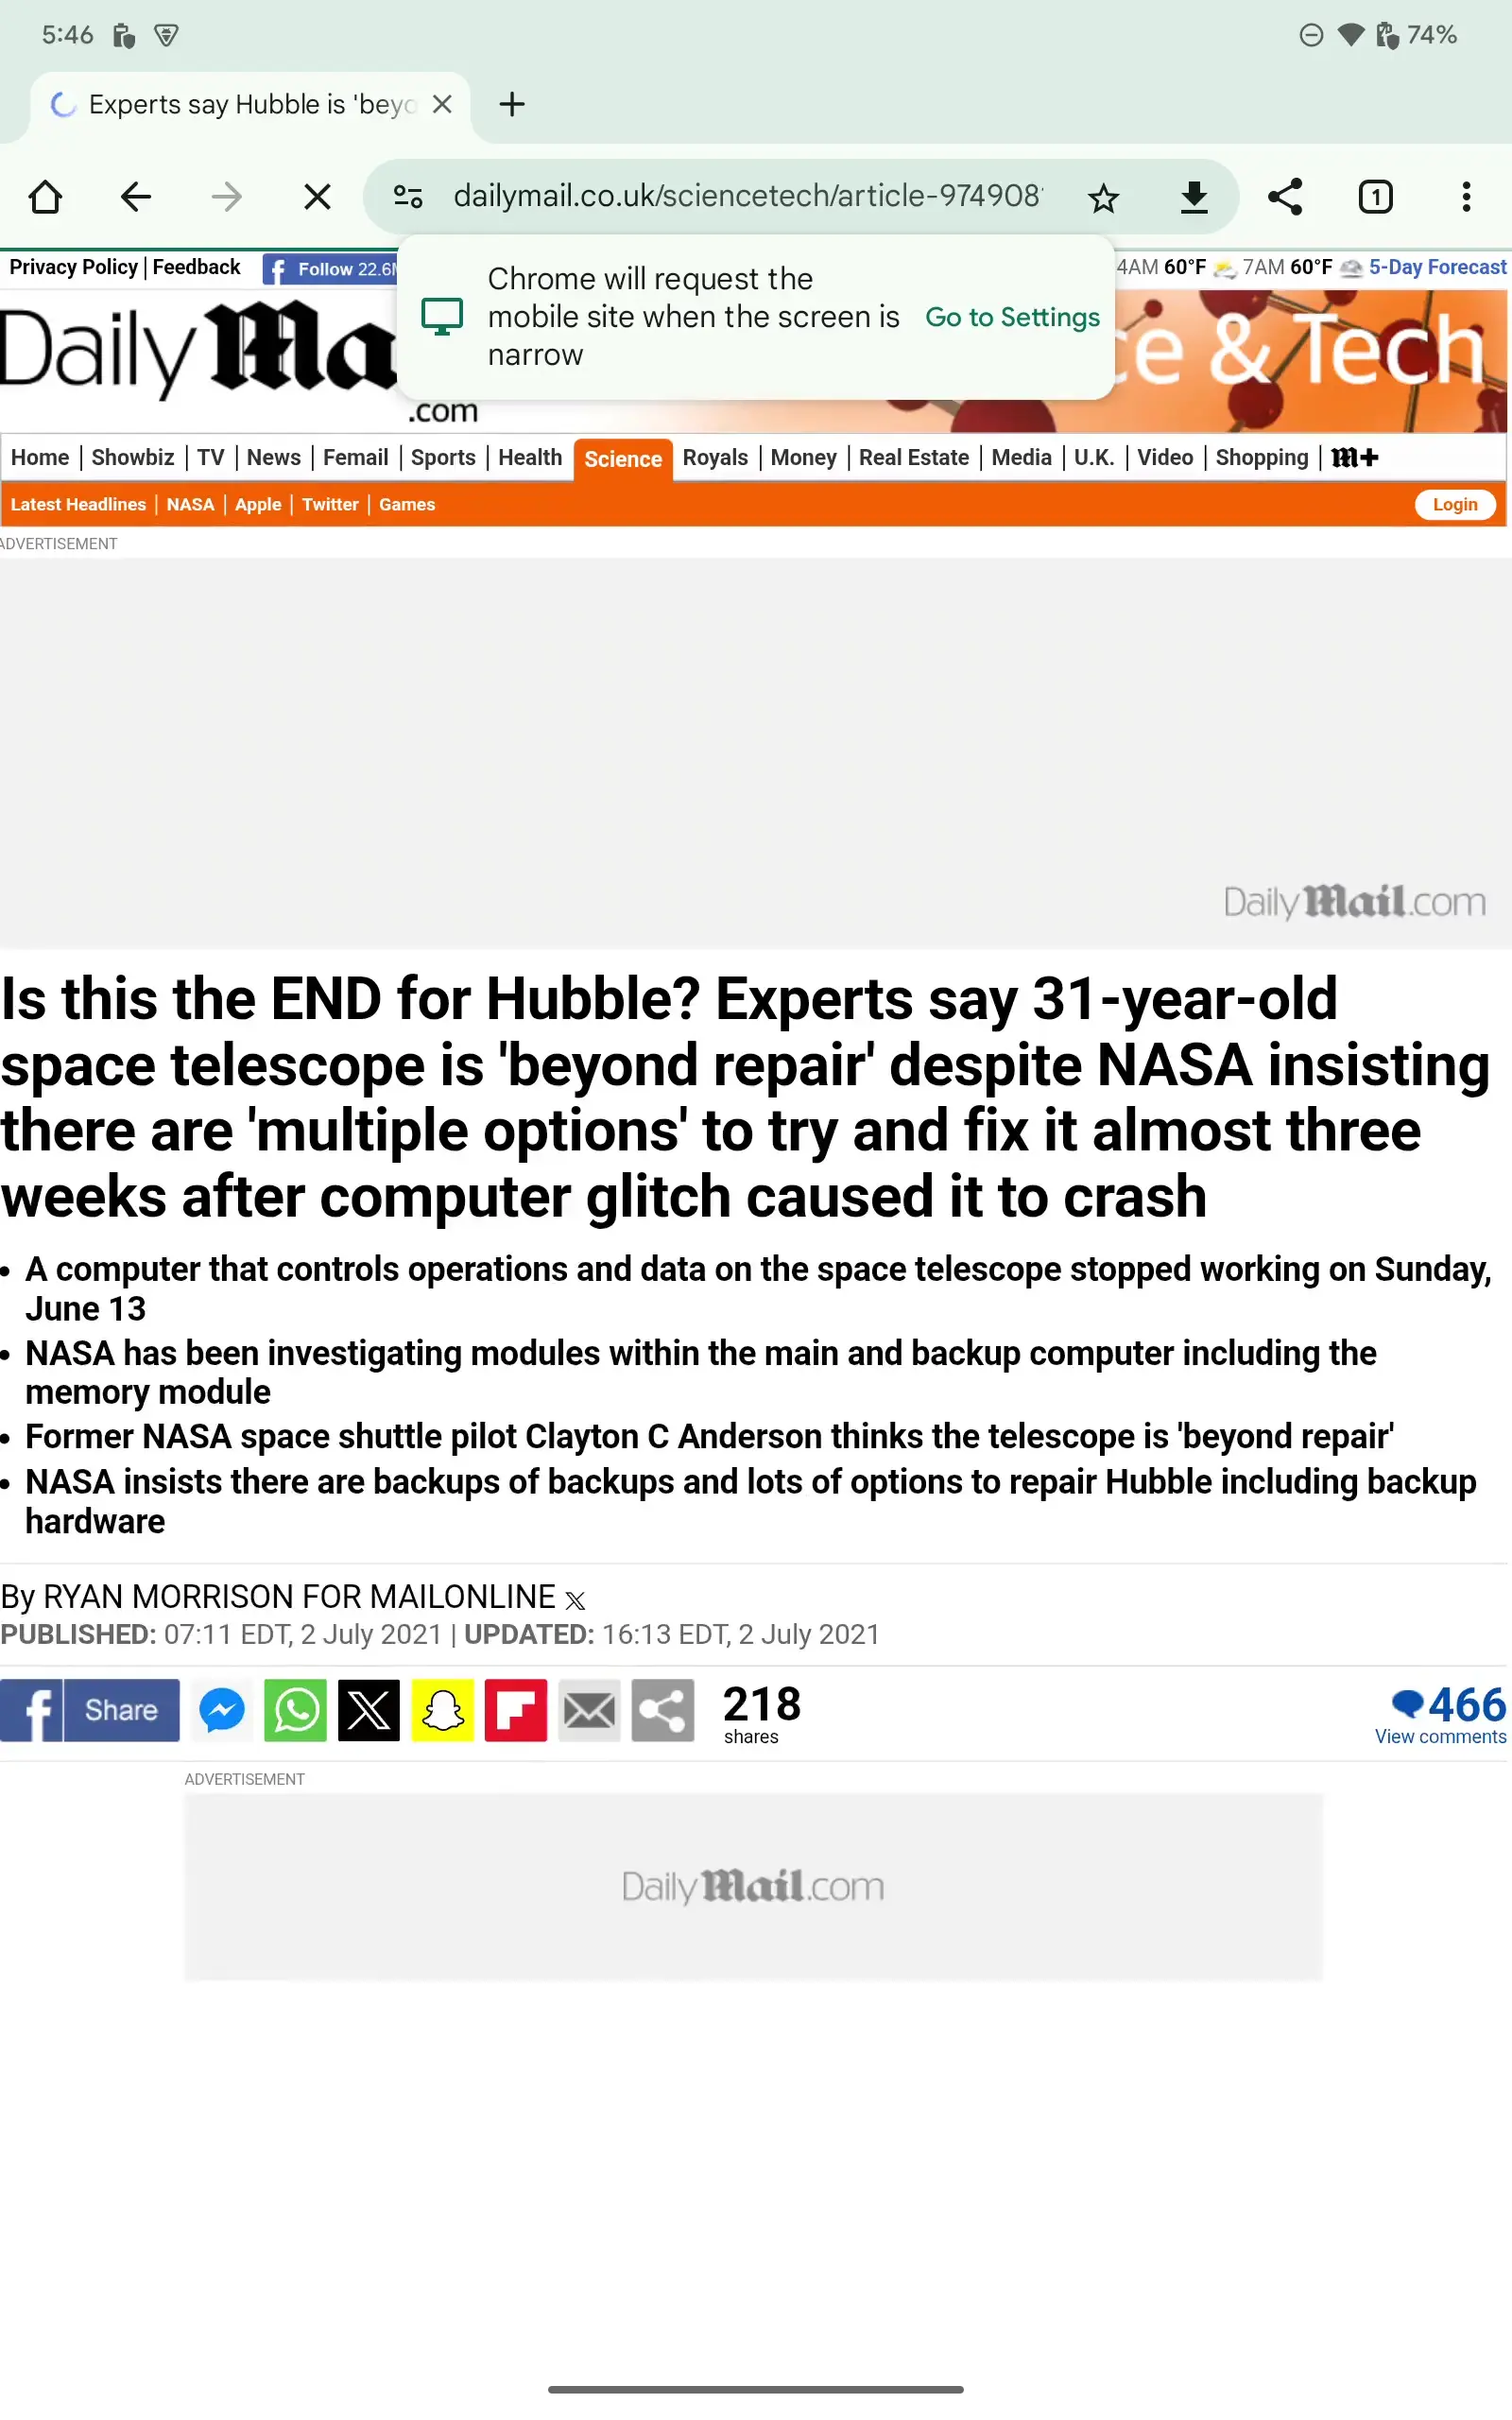 5:46
74%
Experts say Hubble is 'beyo
dailymail.co.uk/sciencetech/article-974908
1
Privacy Policy | Feedback
Follow 22.6M
4AM 60°F 7AM 60°F 5-Day Forecast
Chrome will request the
mobile site when the screen is
narrow
Go to Settings
Daily Ma
.com
ce & Tech
Home | Showbiz | TV | News | Femail | Sports | Health Science Royals | Money | Real Estate | Media | U.K. | Video | Shopping | m+
Latest Headlines | NASA | Apple | Twitter | Games
Login
ADVERTISEMENT
Daily Mail.com
Is this the END for Hubble? Experts say 31-year-old
space telescope is 'beyond repair' despite NASA insisting
there are 'multiple options' to try and fix it almost three
weeks after computer glitch caused it to crash
• A computer that controls operations and data on the space telescope stopped working on Sunday,
June 13
• NASA has been investigating modules within the main and backup computer including the
memory module
• Former NASA space shuttle pilot Clayton C Anderson thinks the telescope is 'beyond repair'
• NASA insists there are backups of backups and lots of options to repair Hubble including backup
hardware
By RYAN MORRISON FOR MAILONLINE
PUBLISHED: 07:11 EDT, 2 July 2021 | UPDATED: 16:13 EDT, 2 July 2021
Share
218
shares
466
View comments
ADVERTISEMENT
Daily Mail.com